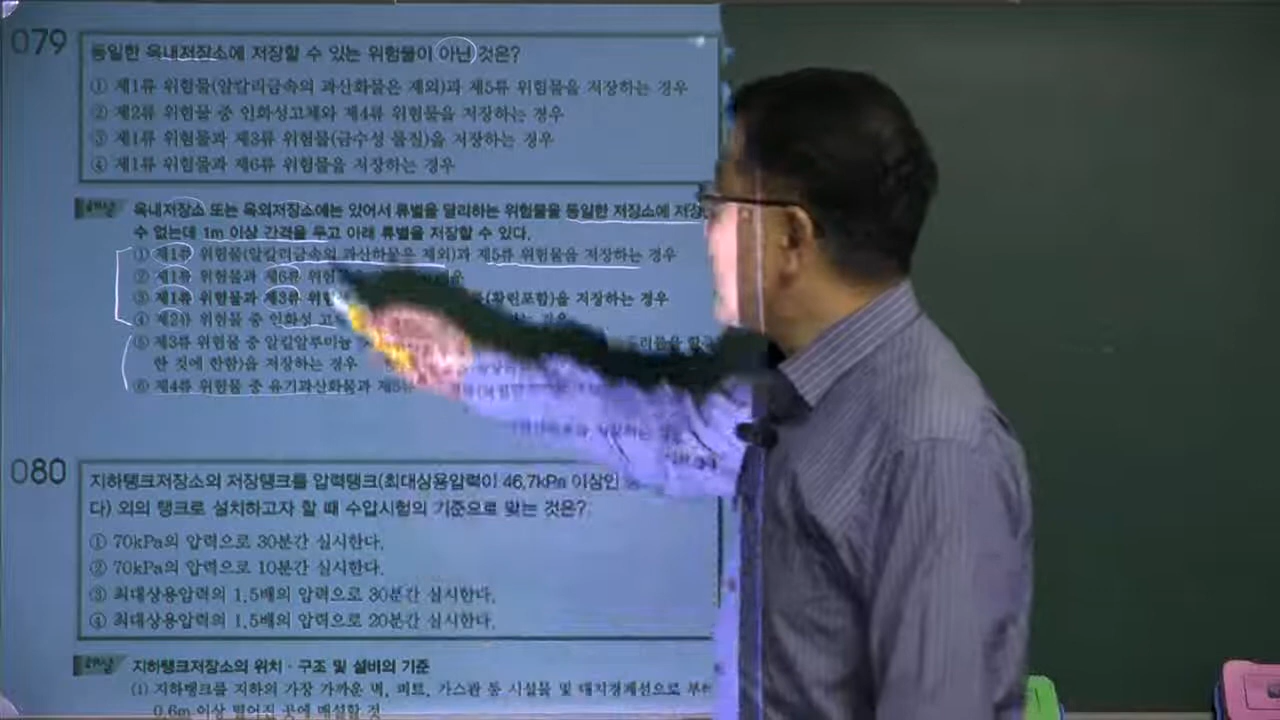 079
동일한 옥내저장소에 저장할 수 있는 위험물이 아닌 것은?
① 제1류 위험물(알칼리금속의 과산화물은 제외)과 제5류 위험물을 저장하는 경우
② 제2류 위험물 중 인화성고체와 제4류 위험물을 저장하는 경우
③ 제1류 위험물과 제3류 위험물(금수성 물질)을 저장하는 경우
④ 제1류 위험물과 제6류 위험물을 저장하는 경우
해설 옥내저장소 또는 옥외저장소에는 있어서 류별을 달리하는 위험물을 동일한 저장소에 저장
수 없는데 1m 이상 간격을 두고 아래 류별을 저장할 수 있다.
① 제1류 위험물(알칼리금속의 과산화물은 제외)과 제5류 위험물을 저장하는 경우
② 제1류 위험물과 제6류 위험
③ 제1류 위험물과 제3류 위험 (황린포함)을 저장하는 경우
④ 제2류 위험물 중 인화성 고 는 경우
⑤ 제3류 위험물 중 알킬알루미늄
한 것에 한함)을 저장하는 경우
⑥ 제4류 위험물 중 유기과산화물과 제5류
080
지하탱크저장소의 저장탱크를 압력탱크(최대상용압력이 46.7kPa 이상인
다) 외의 탱크로 설치하고자 할 때 수압시험의 기준으로 맞는 것은?
① 70kPa의 압력으로 30분간 실시한다.
② 70kPa의 압력으로 10분간 실시한다.
③ 최대상용압력의 1.5배의 압력으로 30분간 실시한다.
④ 최대상용압력의 1.5배의 압력으로 20분간 실시한다.
해설 지하탱크저장소의 위치·구조 및 설비의 기준
(1) 지하탱크를 지하의 가장 가까운 벽, 피트, 가스관 등 시설물 및 대지경계선으로 부터
0.6m 이상 떨어진 곳에 매설할 것